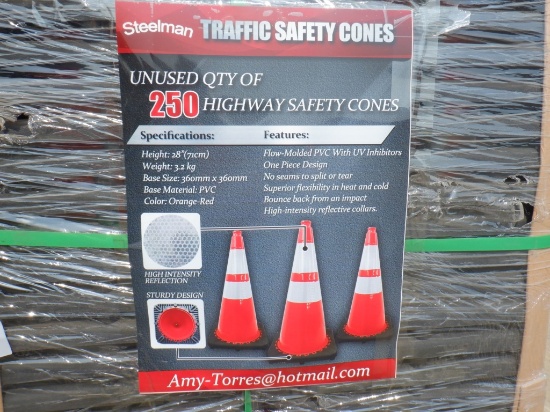 Steelman TRAFFIC SAFETY CONES
UNUSED QTY OF
250 HIGHWAY SAFETY CONES
Specifications:
Height: 28"(71cm)
Weight: 3.2 kg
Base Size: 360mm x 360mm
Base Material: PVC
Color: Orange-Red
Features:
Flow-Molded PVC With UV Inhibitors
One Piece Design
No seams to split or tear
Superior flexibility in heat and cold
Bounce back from an impact
High-intensity reflective collars.
HIGH INTENSITY
REFLECTION
STURDY DESIGN
Amy-Torres@hotmail.com